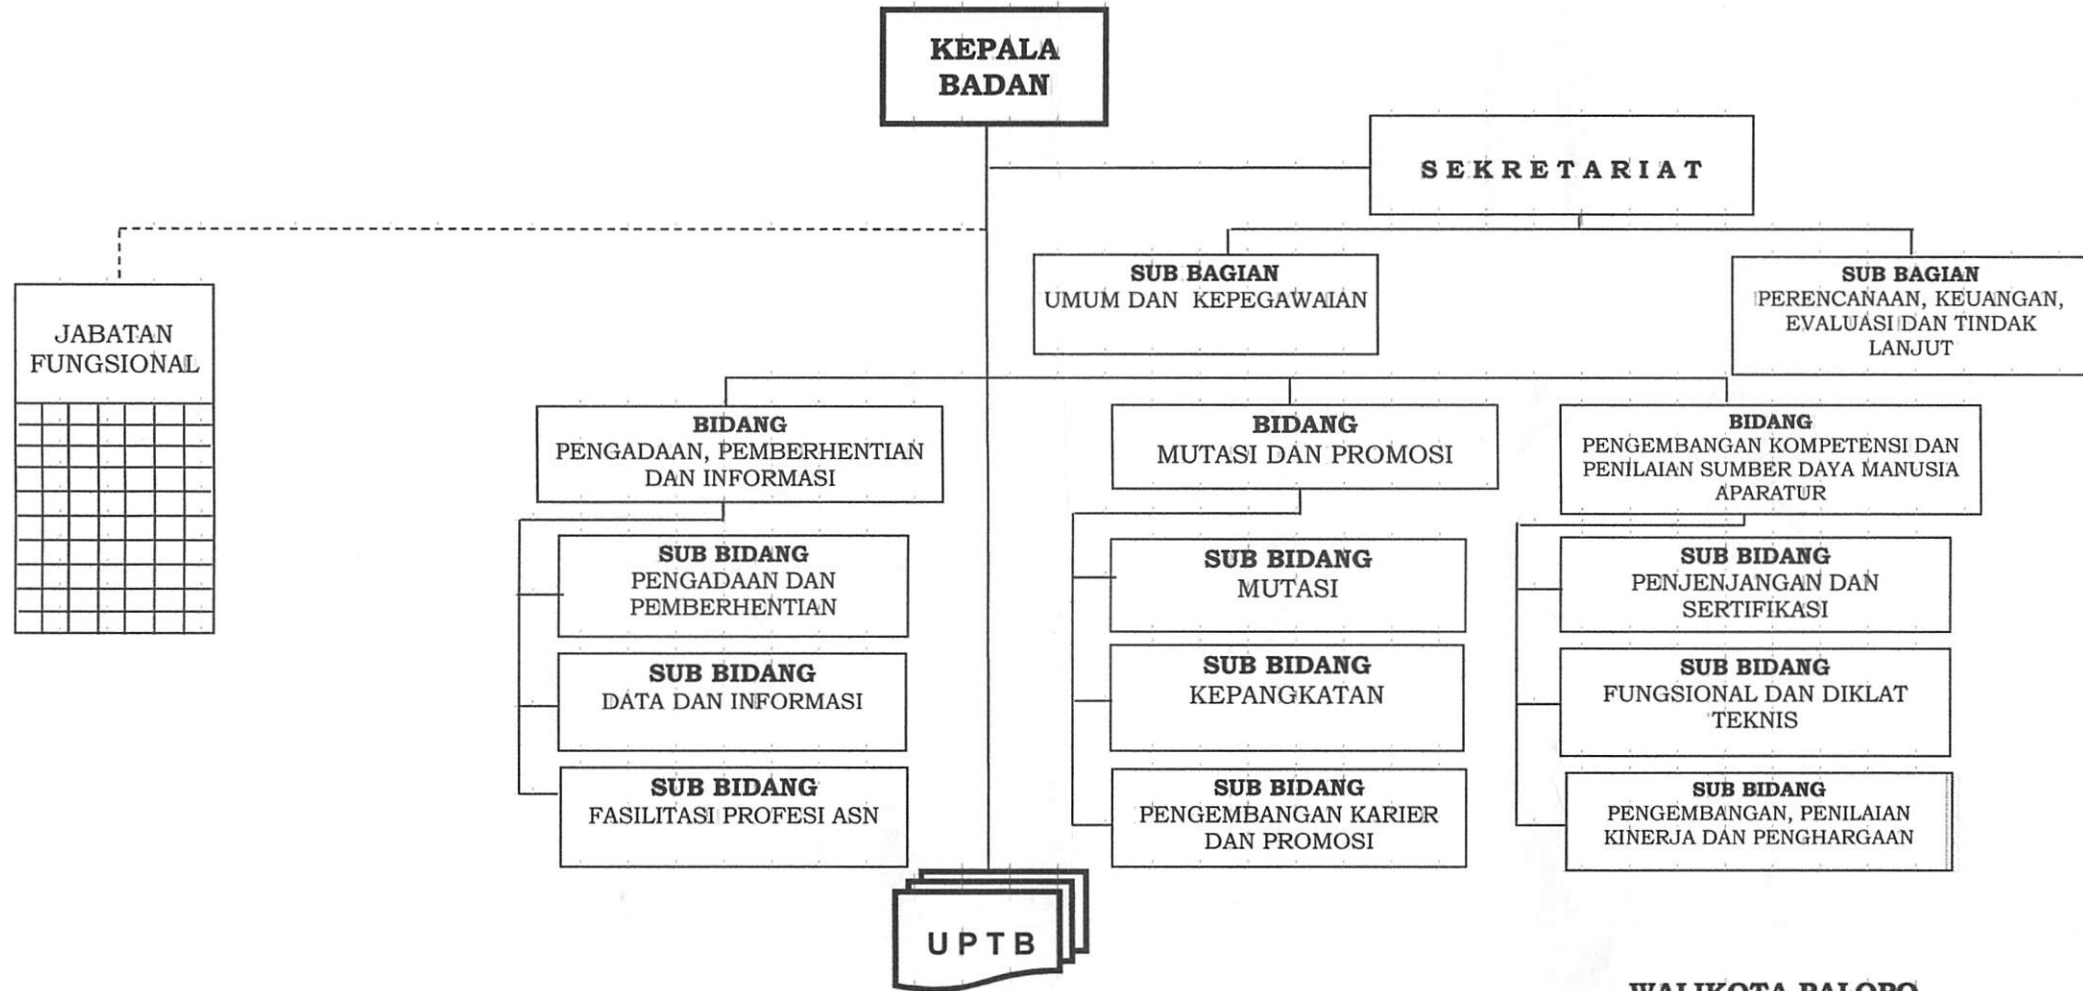 KEPALA
BADAN
S E K R E T A R I A T
SUB BAGIAN
UMUM DAN KEPEGAWAIAN
SUB BAGIAN
PERENCANAAN, KEUANGAN,
EVALUASI DAN TINDAK
LANJUT
JABATAN
FUNGSIONAL
BIDANG
PENGADAAN, PEMBERHENTIAN
DAN INFORMASI
BIDANG
MUTASI DAN PROMOSI
BIDANG
PENGEMBANGAN KOMPETENSI DAN
PENILAIAN SUMBER DAYA MANUSIA
APARATUR
SUB BIDANG
PENGADAAN DAN
PEMBERHENTIAN
SUB BIDANG
MUTASI
SUB BIDANG
PENJENJANGAN DAN
SERTIFIKASI
SUB BIDANG
DATA DAN INFORMASI
SUB BIDANG
KEPANGKATAN
SUB BIDANG
FUNGSIONAL DAN DIKLAT
TEKNIS
SUB BIDANG
FASILITASI PROFESI ASN
SUB BIDANG
PENGEMBANGAN KARIER
DAN PROMOSI
SUB BIDANG
PENGEMBANGAN, PENILAIAN
KINERJA DAN PENGHARGAAN
U P T B
WALIKOTA PALOPO